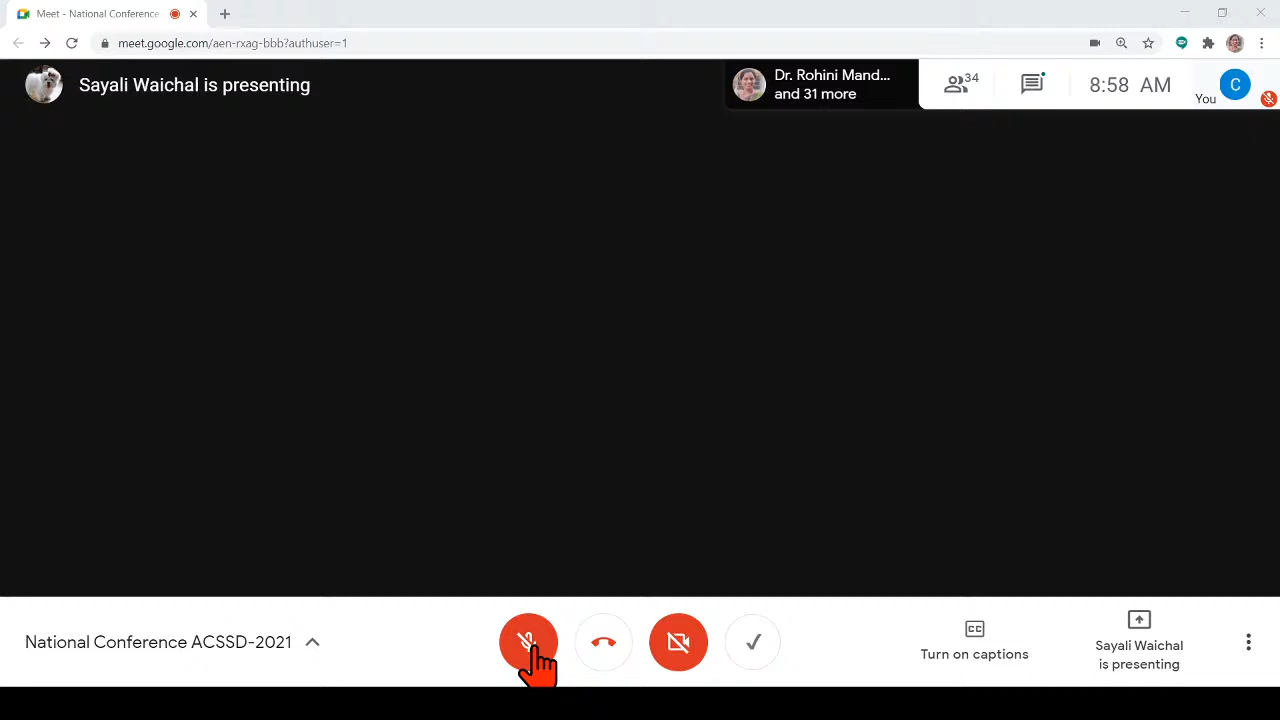 Meet - National Conference
meet.google.com/aen-rxag-bbb?authuser=1
Sayali Waichal is presenting
Dr. Rohini Mand...
and 31 more
34
8:58 AM
You
C
National Conference ACSSD-2021
CC
Turn on captions
Sayali Waichal
is presenting